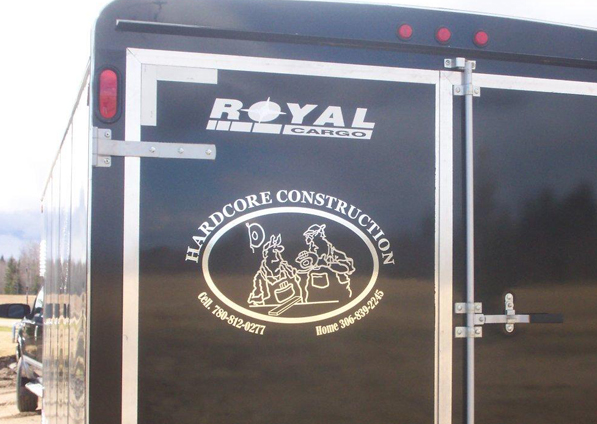 ROYAL
CARGO
HARDCORE CONSTRUCTION
Cell. 780-812-0277
Home 306-839-2245